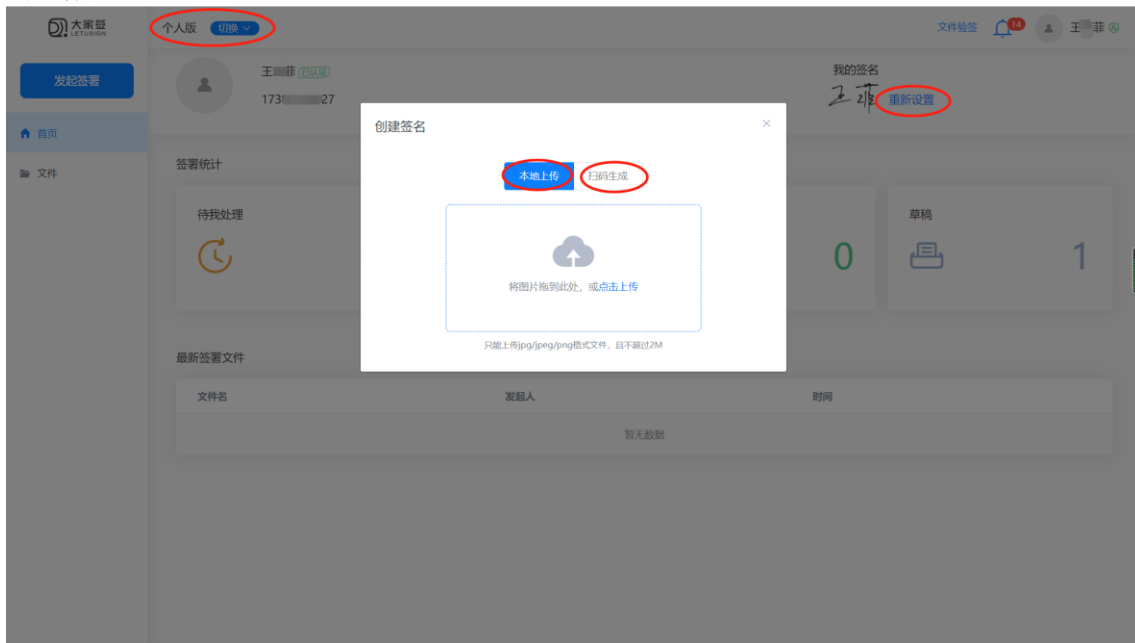 大家签
LETUSIGN
个人版 切换
文件验签 14 王 菲
发起签署
首页
文件
王 菲 已认证
173 27
我的签名
王 菲 重新设置
签署统计
待我处理
0
草稿
1
创建签名
本地上传 扫码生成
将图片拖到此处，或点击上传
只能上传jpg/jpeg/png格式文件，且不超过2M
最新签署文件
文件名 发起人 时间
暂无数据